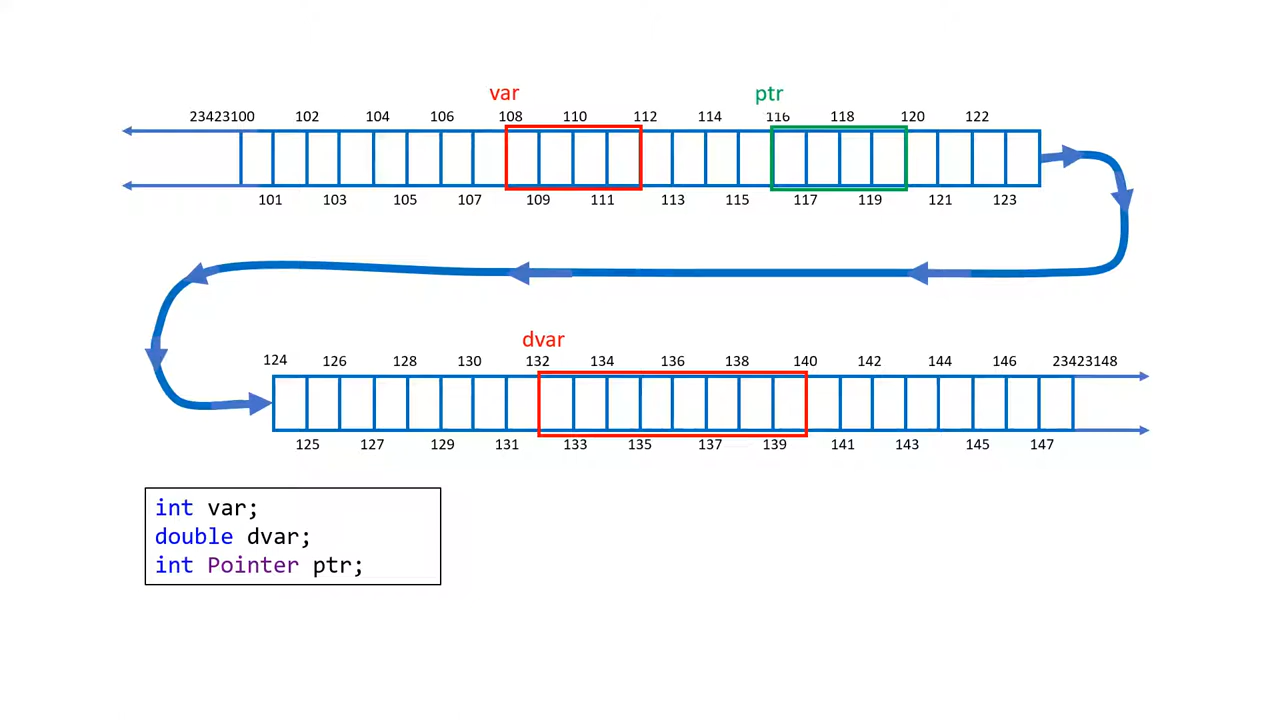 var ptr
23423100 102 104 106 108 110 112 114 116 118 120 122
101 103 105 107 109 111 113 115 117 119 121 123
dvar
124 126 128 130 132 134 136 138 140 142 144 146 23423148
125 127 129 131 133 135 137 139 141 143 145 147
int var;
double dvar;
int Pointer ptr;